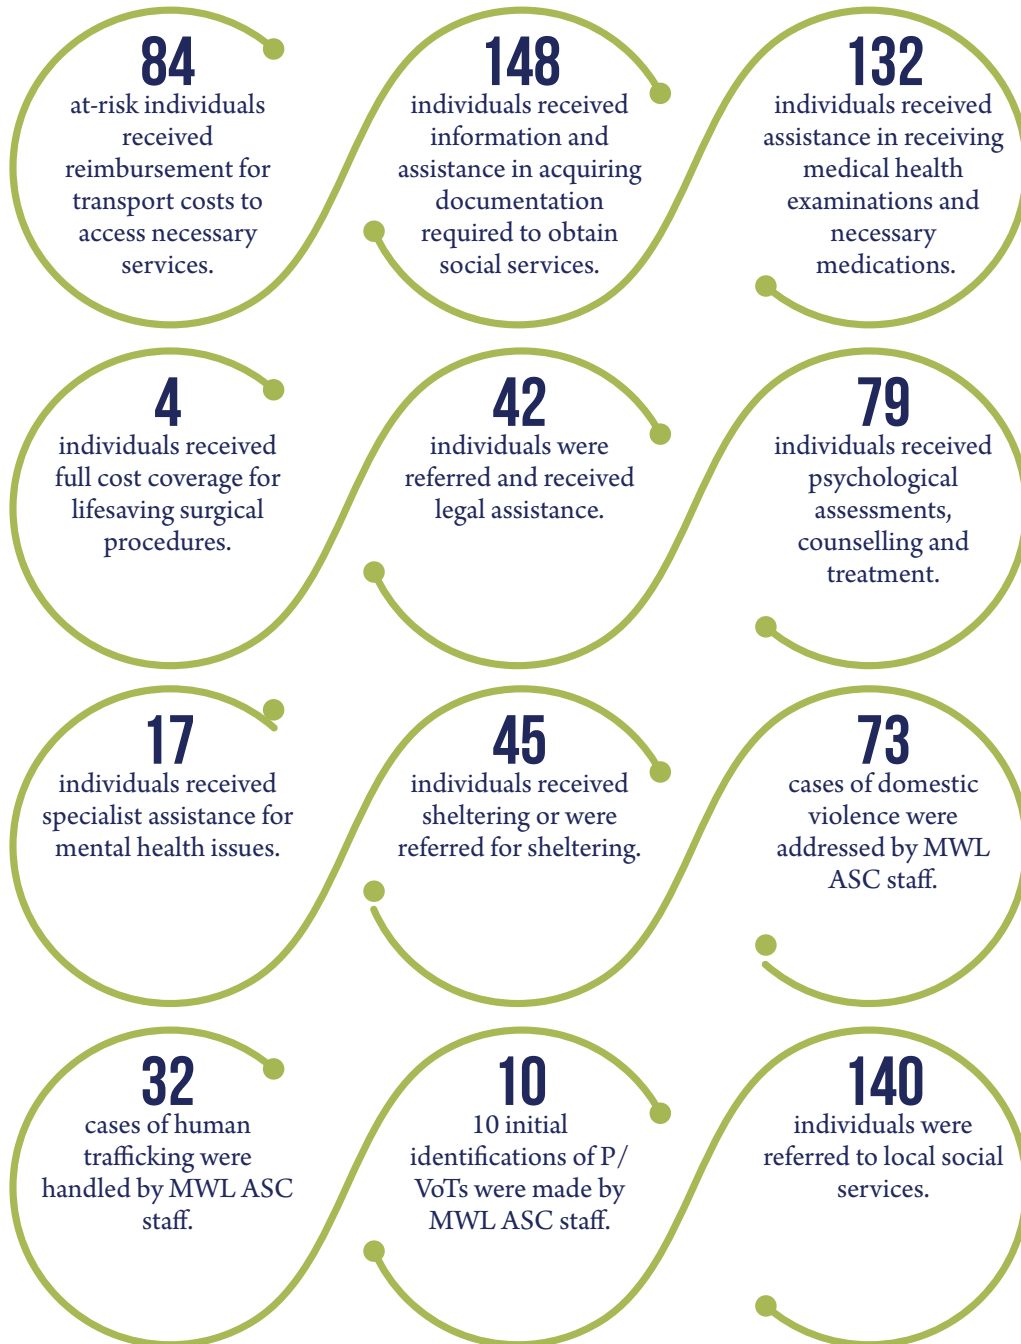 84
at-risk individuals
received
reimbursement for
transport costs to
access necessary
services.
148
individuals received
information and
assistance in acquiring
documentation
required to obtain
social services.
132
individuals received
assistance in receiving
medical health
examinations and
necessary
medications.
4
individuals received
full cost coverage for
lifesaving surgical
procedures.
42
individuals were
referred and received
legal assistance.
79
individuals received
psychological
assessments,
counselling and
treatment.
17
individuals received
specialist assistance for
mental health issues.
45
individuals received
sheltering or were
referred for sheltering.
73
cases of domestic
violence were
addressed by MWL
ASC staff.
32
cases of human
trafficking were
handled by MWL ASC
staff.
10
10 initial
identifications of P/
VoTs were made by
MWL ASC staff.
140
individuals were
referred to local social
services.